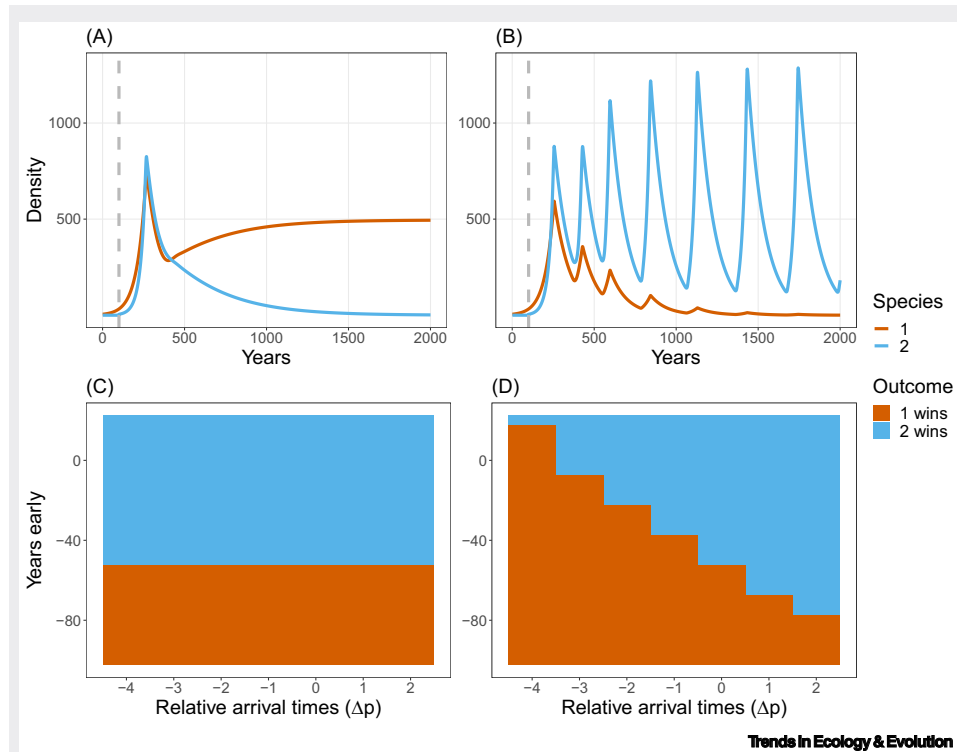 (A)
(B)
Density
1000
500
1000
500
0
500
1000
1500
2000
0
500
1000
1500
2000
Years
Years
Species
1
2
Outcome
1 wins
2 wins
(C)
(D)
Years early
0
−40
−80
0
−40
−80
−4
−3
−2
−1
0
1
2
−4
−3
−2
−1
0
1
2
Relative arrival times (Δp)
Relative arrival times (Δp)
Trends in Ecology & Evolution